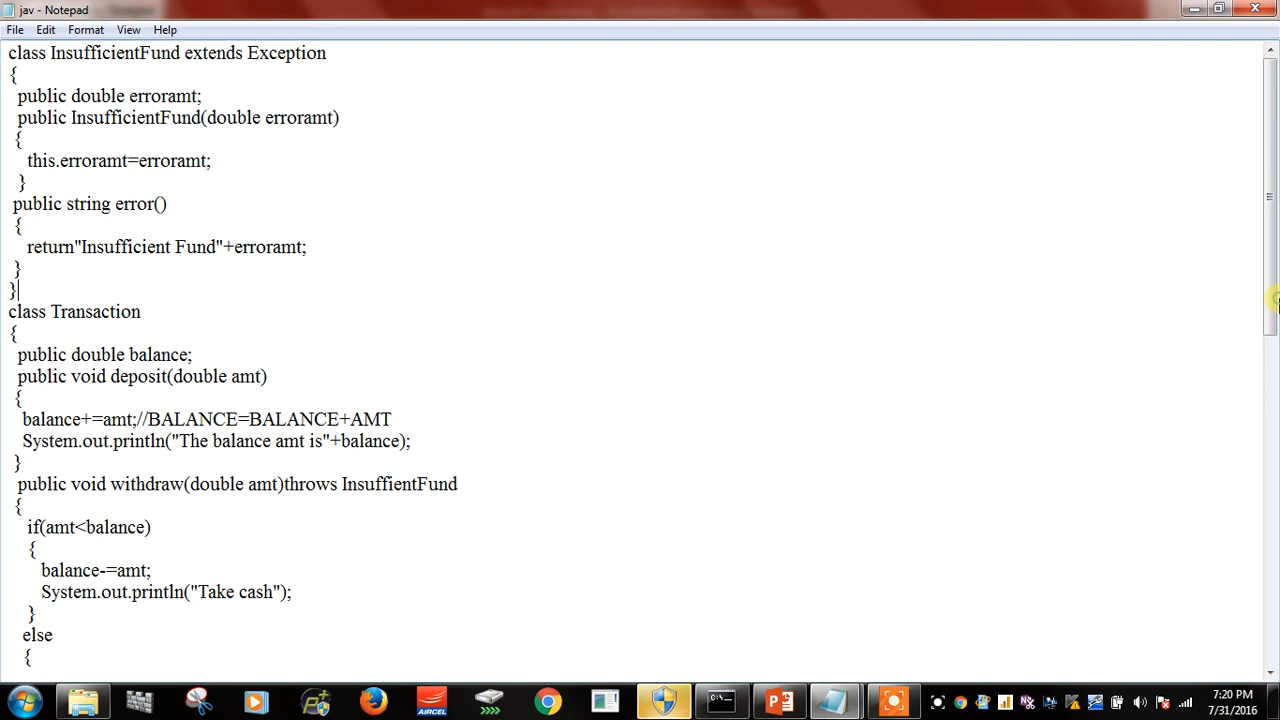 jav - Notepad
File Edit Format View Help
class InsufficientFund extends Exception
{
public double erroramt;
public InsufficientFund(double erroramt)
{
this.erroramt=erroramt;
}
public string error()
{
return"Insufficient Fund"+erroramt;
}
}
class Transaction
{
public double balance;
public void deposit(double amt)
{
balance+=amt;//BALANCE=BALANCE+AMT
System.out.println("The balance amt is"+balance);
}
public void withdraw(double amt)throws InsuffientFund
{
if(amt<balance)
{
balance-=amt;
System.out.println("Take cash");
}
else
{
AIRCEL
7:20 PM
7/31/2016